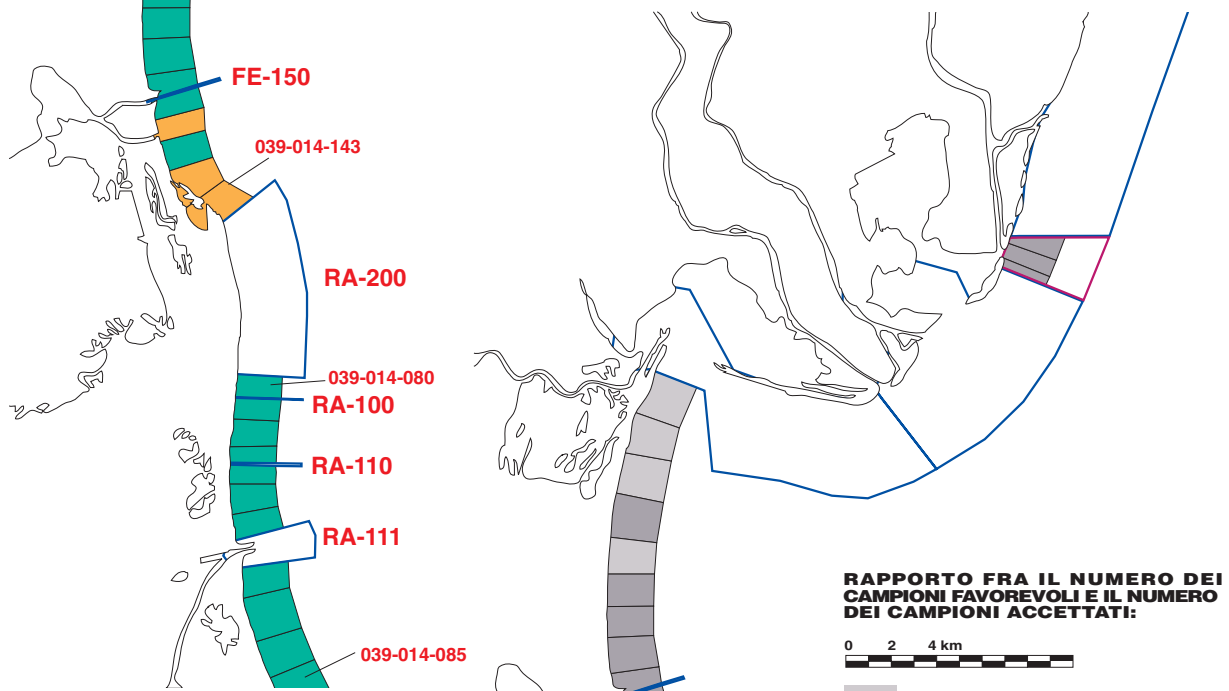 FE-150
039-014-143
RA-200
039-014-080
RA-100
RA-110
RA-111
039-014-085
RAPPORTO FRA IL NUMERO DEI
CAMPIONI FAVOREVOLI E IL NUMERO
DEI CAMPIONI ACCETTATI:
0 2 4 km